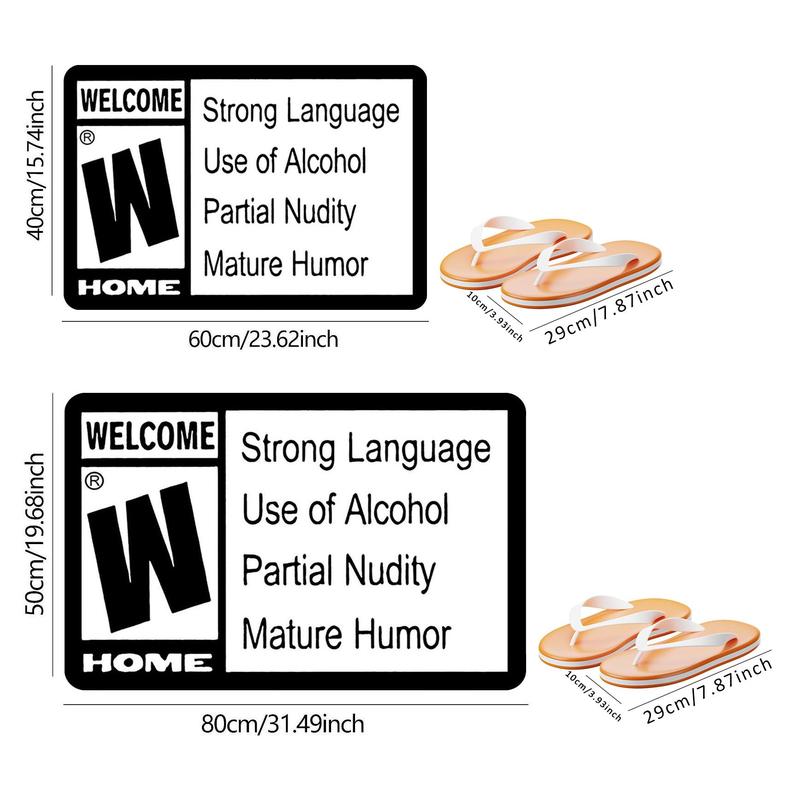 40cm/15.74inch
WELCOME
®
W
HOME
Strong Language
Use of Alcohol
Partial Nudity
Mature Humor
60cm/23.62inch
10cm/3.93inch
29cm/7.87inch
50cm/19.68inch
WELCOME
®
W
HOME
Strong Language
Use of Alcohol
Partial Nudity
Mature Humor
80cm/31.49inch
10cm/3.93inch
29cm/7.87inch